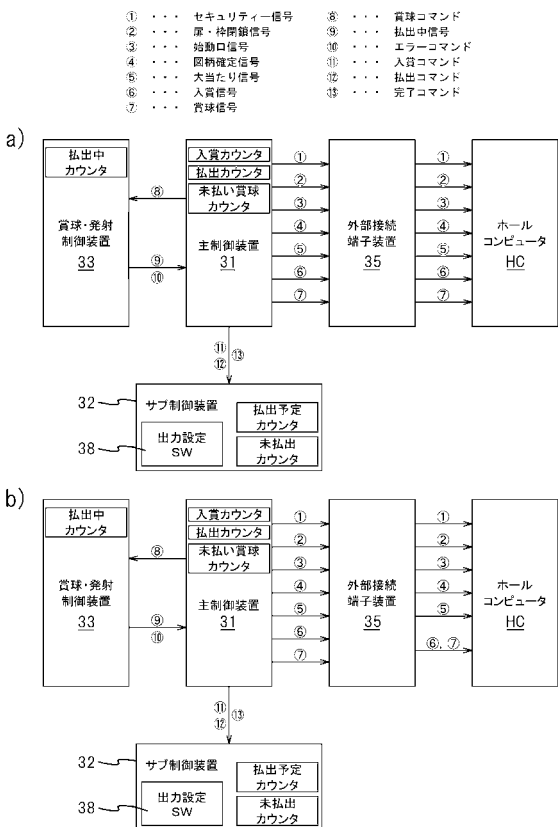 ① ・・・ セキュリティー信号
② ・・・ 扉・枠閉鎖信号
③ ・・・ 始動口信号
④ ・・・ 図柄確定信号
⑤ ・・・ 大当たり信号
⑥ ・・・ 入賞信号
⑦ ・・・ 賞球信号
⑧ ・・・ 賞球コマンド
⑨ ・・・ 払出中信号
⑩ ・・・ エラーコマンド
⑪ ・・・ 入賞コマンド
⑫ ・・・ 払出コマンド
⑬ ・・・ 完了コマンド
a)
払出中
カウンタ
賞球・発射
制御装置
33
⑧
⑨
⑩
入賞カウンタ
払出カウンタ
未払い賞球
カウンタ
主制御装置
31
①
②
③
④
⑤
⑥
⑦
外部接続
端子装置
35
①
②
③
④
⑤
⑥
⑦
ホール
コンピュータ
HC
⑪
⑫
⑬
32
サブ制御装置
38
出力設定
SW
払出予定
カウンタ
未払出
カウンタ
b)
払出中
カウンタ
賞球・発射
制御装置
33
⑧
⑨
⑩
入賞カウンタ
払出カウンタ
未払い賞球
カウンタ
主制御装置
31
①
②
③
④
⑤
⑥
⑦
外部接続
端子装置
35
①
②
③
④
⑤
⑥, ⑦
ホール
コンピュータ
HC
⑪
⑫
⑬
32
サブ制御装置
38
出力設定
SW
払出予定
カウンタ
未払出
カウンタ